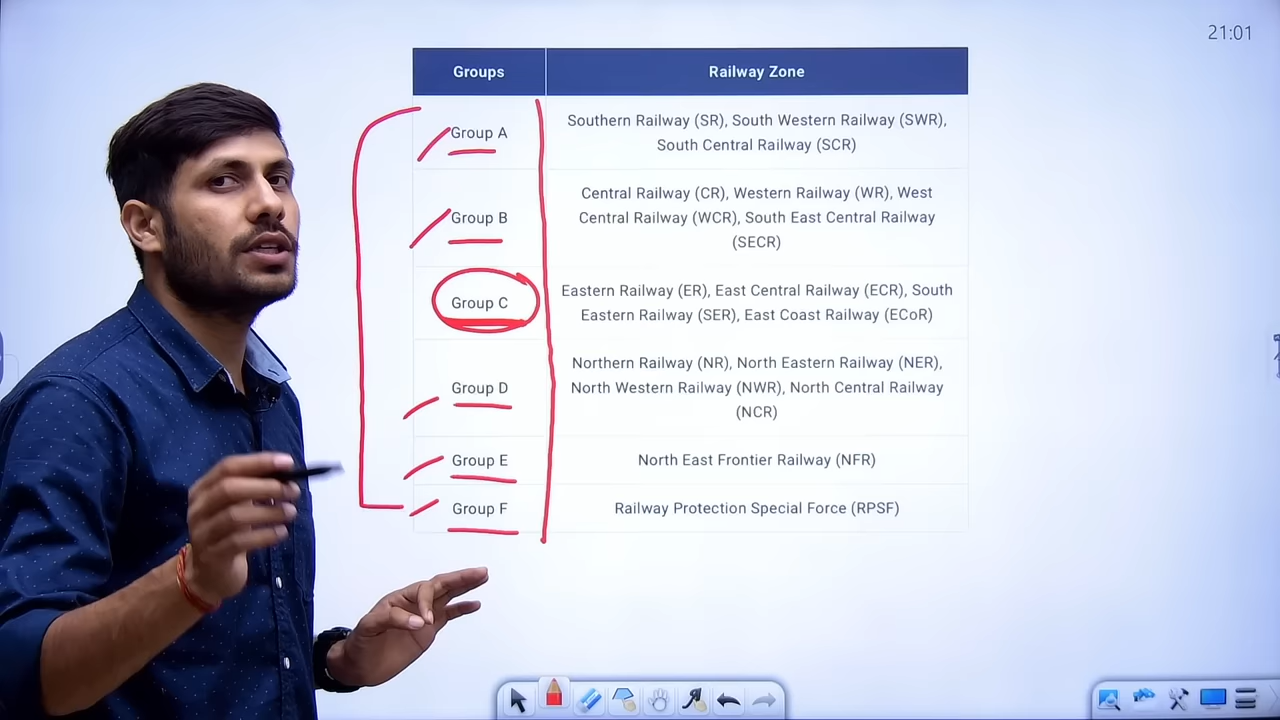 21:01
Groups
Railway Zone
Group A
Southern Railway (SR), South Western Railway (SWR),
South Central Railway (SCR)
Group B
Central Railway (CR), Western Railway (WR), West
Central Railway (WCR), South East Central Railway
(SECR)
Group C
Eastern Railway (ER), East Central Railway (ECR), South
Eastern Railway (SER), East Coast Railway (ECoR)
Group D
Northern Railway (NR), North Eastern Railway (NER),
North Western Railway (NWR), North Central Railway
(NCR)
Group E
North East Frontier Railway (NFR)
Group F
Railway Protection Special Force (RPSF)